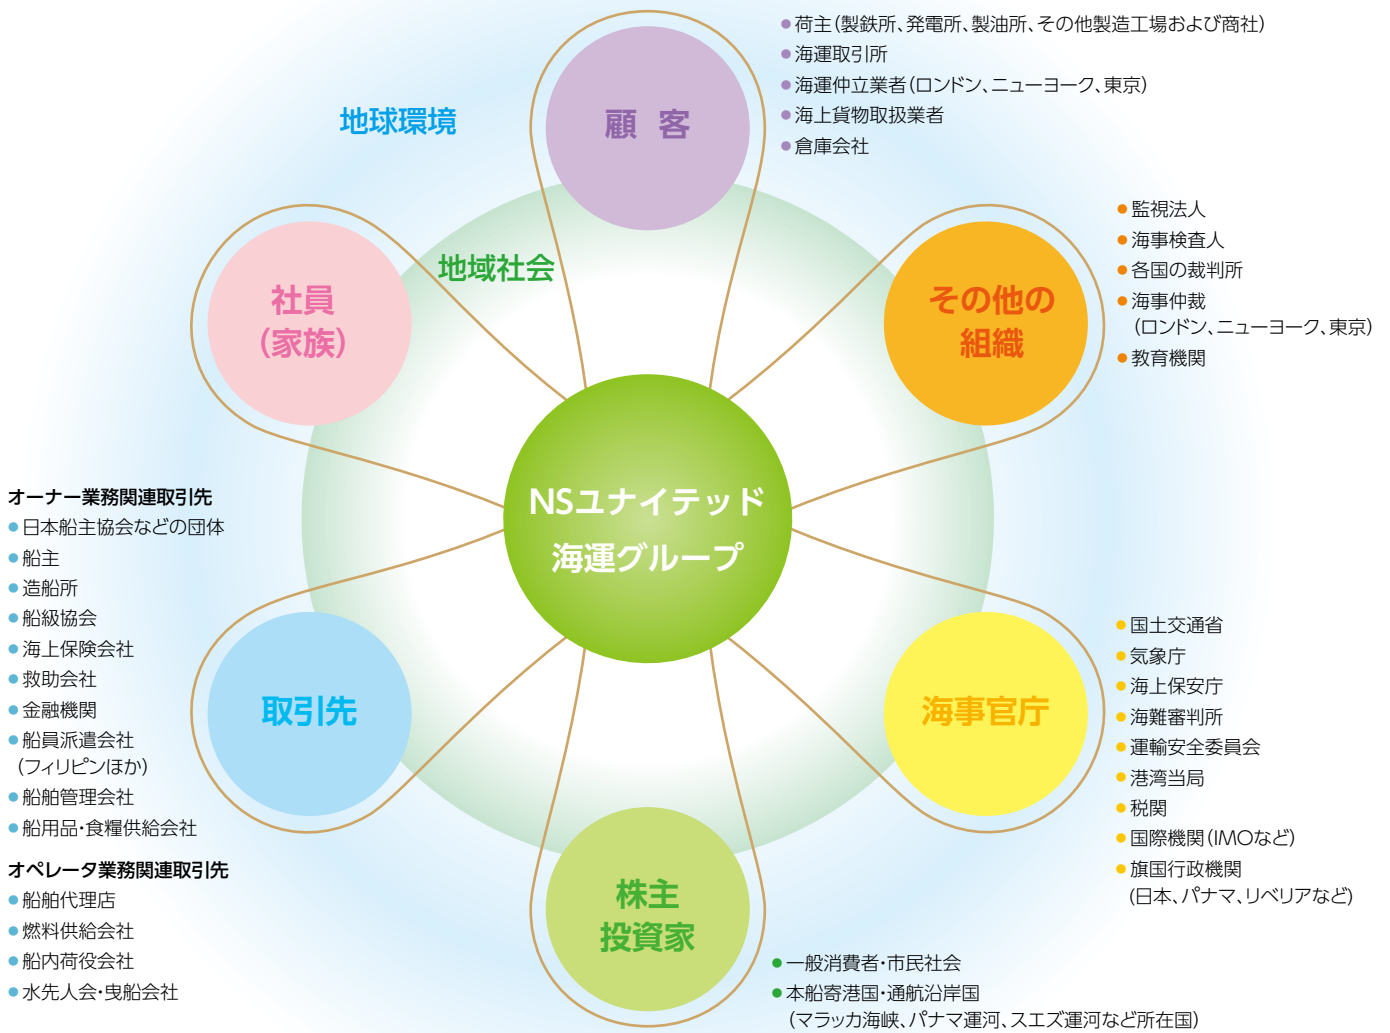 顧 客
荷主(製鉄所、発電所、製油所、その他製造工場および商社)
海運取引所
海運仲立業者(ロンドン、ニューヨーク、東京)
海上貨物取扱業者
倉庫会社
地球環境
地域社会
社員
(家族)
その他の
組織
監視法人
海事検査人
各国の裁判所
海事仲裁
(ロンドン、ニューヨーク、東京)
教育機関
NSユナイテッド
海運グループ
オーナー業務関連取引先
日本船主協会などの団体
船主
造船所
船級協会
海上保険会社
救助会社
金融機関
船員派遣会社
(フィリピンほか)
船舶管理会社
船用品・食糧供給会社
オペレータ業務関連取引先
船舶代理店
燃料供給会社
船内荷役会社
水先人会・曳船会社
取引先
海事官庁
国土交通省
気象庁
海上保安庁
海難審判所
運輸安全委員会
港湾当局
税関
国際機関(IMOなど)
旗国行政機関
(日本、パナマ、リベリアなど)
株主
投資家
一般消費者・市民社会
本船寄港国・通航沿岸国
(マラッカ海峡、パナマ運河、スエズ運河など所在国)